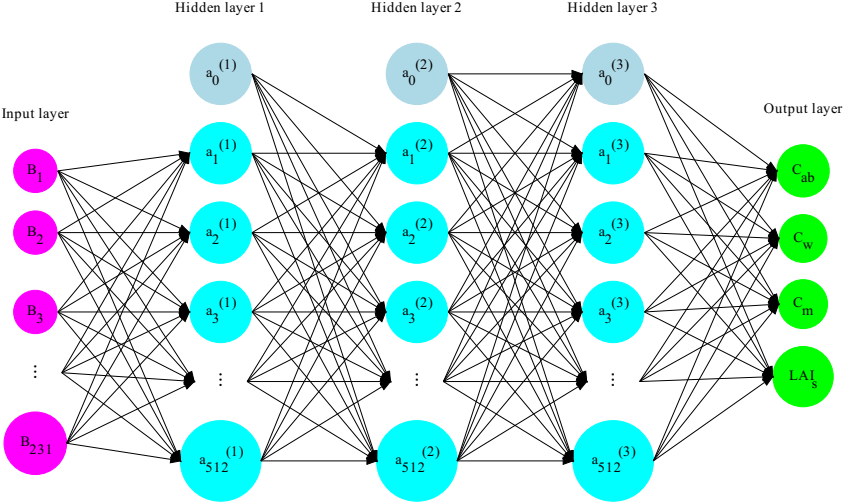 Hidden layer 1
Hidden layer 2
Hidden layer 3
Input layer
Output layer
B1
B2
B3
⋮
B231
a0(1)
a1(1)
a2(1)
a3(1)
⋮
a512(1)
a0(2)
a1(2)
a2(2)
a3(2)
⋮
a512(2)
a0(3)
a1(3)
a2(3)
a3(3)
⋮
a512(3)
Cab
Cw
Cm
LAIs